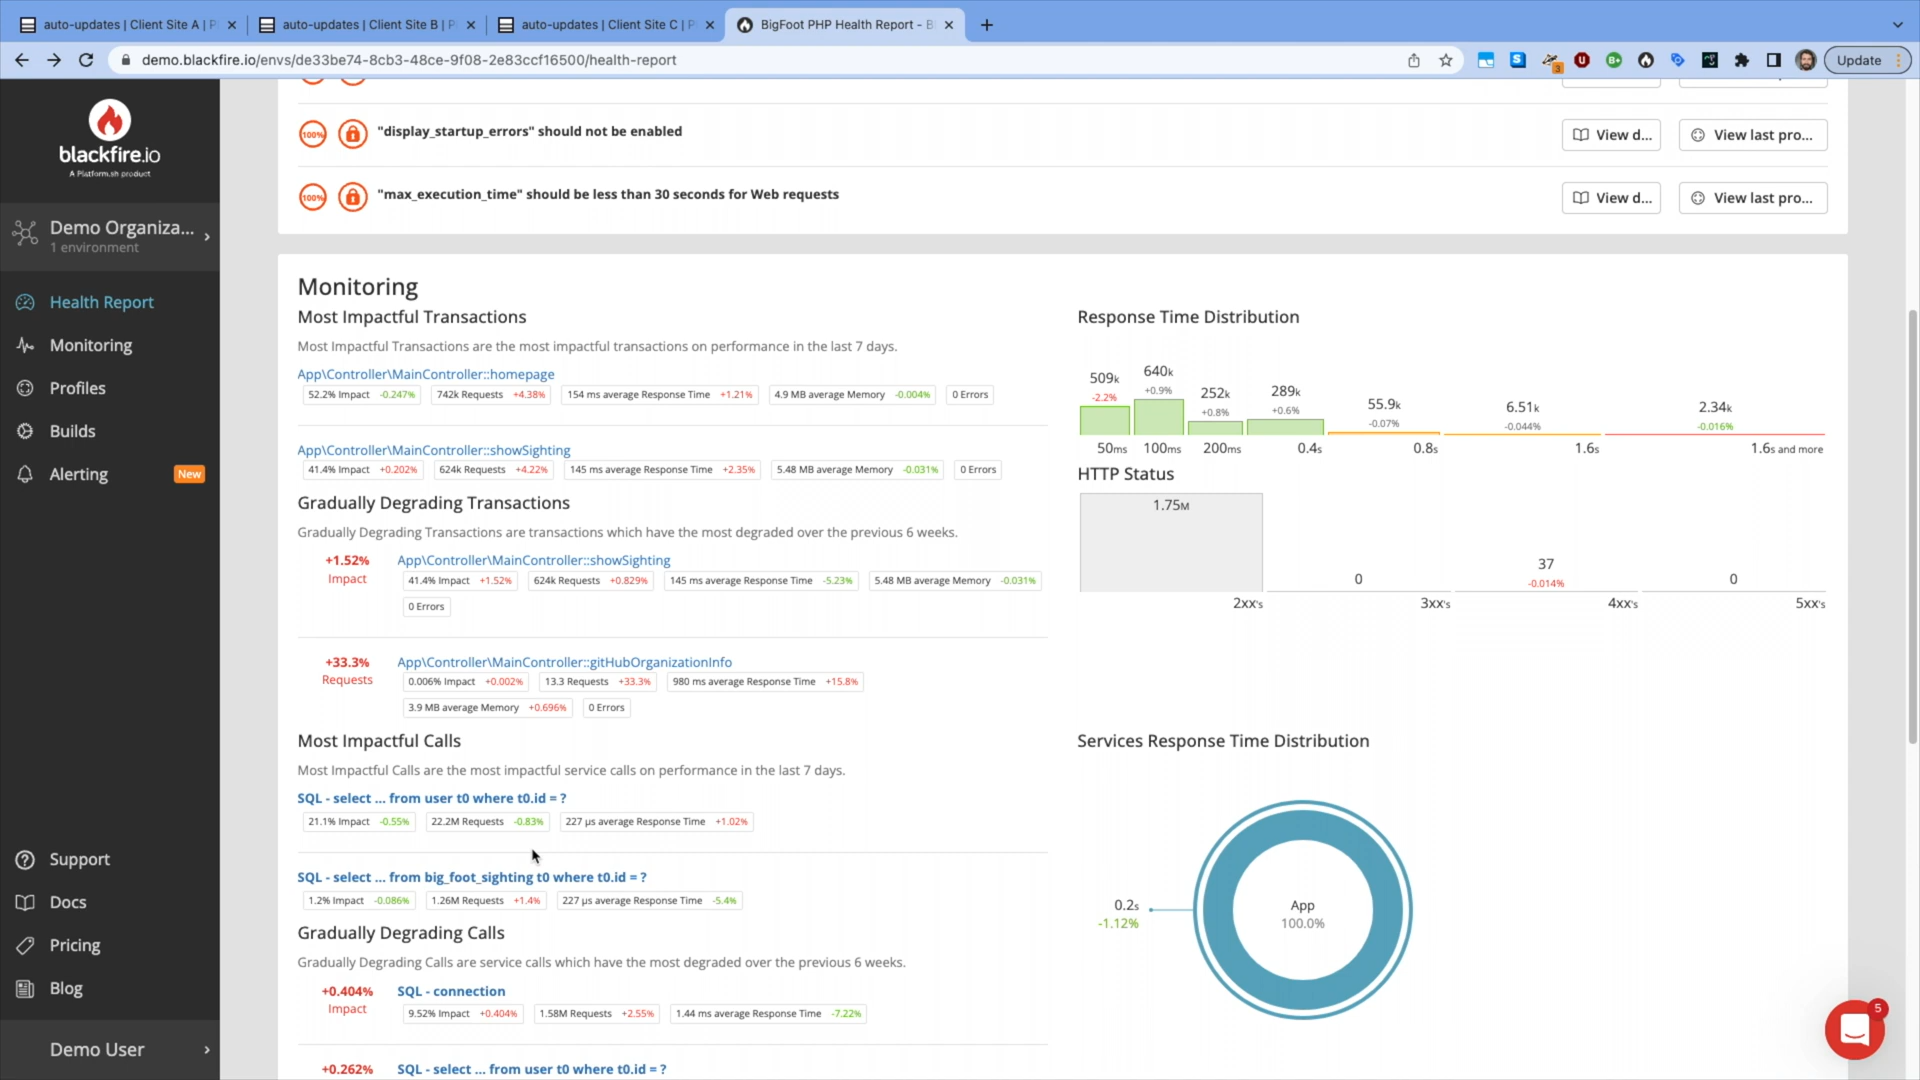 auto-updates | Client Site A | P
auto-updates | Client Site B | P
auto-updates | Client Site C | P
BigFoot PHP Health Report - B
demo.blackfire.io/envs/de33be74-8cb3-48ce-9f08-2e83ccf16500/health-report
3
Update
blackfire.io
A Platform.sh product
Demo Organiza...
1 environment
Health Report
Monitoring
Profiles
Builds
Alerting
New
Support
Docs
Pricing
Blog
Demo User
100%
"display_startup_errors" should not be enabled
View d...
View last pro...
100%
"max_execution_time" should be less than 30 seconds for Web requests
View d...
View last pro...
Monitoring
Most Impactful Transactions
Most Impactful Transactions are the most impactful transactions on performance in the last 7 days.
App\Controller\MainController::homepage
52.2% Impact -0.247% 742k Requests +4.38% 154 ms average Response Time +1.21% 4.9 MB average Memory -0.004% 0 Errors
App\Controller\MainController::showSighting
41.4% Impact +0.202% 624k Requests +4.22% 145 ms average Response Time +2.35% 5.48 MB average Memory -0.031% 0 Errors
Gradually Degrading Transactions
Gradually Degrading Transactions are transactions which have the most degraded over the previous 6 weeks.
+1.52%
Impact
App\Controller\MainController::showSighting
41.4% Impact +1.52% 624k Requests +0.829% 145 ms average Response Time -5.23% 5.48 MB average Memory -0.031%
0 Errors
+33.3%
Requests
App\Controller\MainController::gitHubOrganizationInfo
0.006% Impact +0.002% 13.3 Requests +33.3% 980 ms average Response Time +15.8%
3.9 MB average Memory +0.696% 0 Errors
Most Impactful Calls
Most Impactful Calls are the most impactful service calls on performance in the last 7 days.
SQL - select ... from user t0 where t0.id = ?
21.1% Impact -0.55% 22.2M Requests -0.83% 227 µs average Response Time +1.02%
SQL - select ... from big_foot_sighting t0 where t0.id = ?
1.2% Impact -0.086% 1.26M Requests +1.4% 227 µs average Response Time -5.4%
Gradually Degrading Calls
Gradually Degrading Calls are service calls which have the most degraded over the previous 6 weeks.
+0.404%
Impact
SQL - connection
9.52% Impact +0.404% 1.58M Requests +2.55% 1.44 ms average Response Time -7.22%
+0.262%
SQL - select ... from user t0 where t0.id = ?
Response Time Distribution
509k 640k 252k 289k 55.9k 6.51k 2.34k
-2.2% +0.9% +0.8% +0.6% -0.07% -0.044% -0.016%
50ms 100ms 200ms 0.4s 0.8s 1.6s 1.6s and more
HTTP Status
1.75M 0 37 0
-0.014%
2xx's 3xx's 4xx's 5xx's
Services Response Time Distribution
0.2s
-1.12%
App
100.0%
5